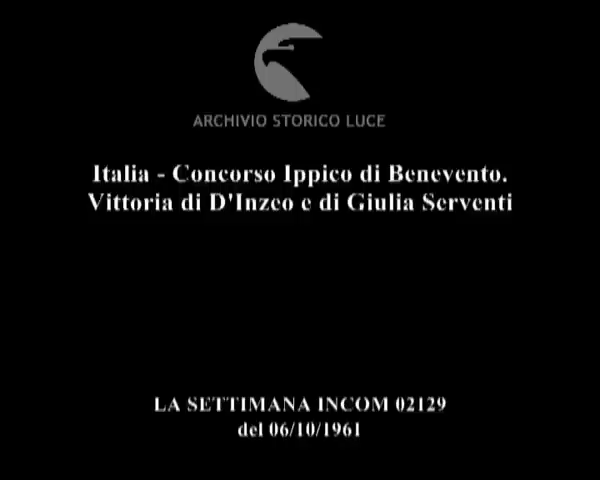 ARCHIVIO STORICO LUCE
Italia - Concorso Ippico di Benevento.
Vittoria di D'Inzeo e di Giulia Serventi
LA SETTIMANA INCOM 02129
del 06/10/1961